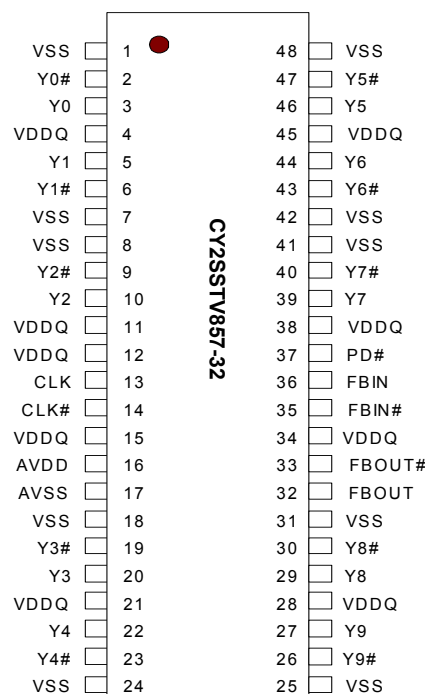 VSS 1 48 VSS
Y0# 2 47 Y5#
Y0 3 46 Y5
VDDQ 4 45 VDDQ
Y1 5 44 Y6
Y1# 6 43 Y6#
VSS 7 42 VSS
VSS 8 41 VSS
Y2# 9 40 Y7#
Y2 10 39 Y7
VDDQ 11 38 VDDQ
VDDQ 12 37 PD#
CLK 13 36 FBIN
CLK# 14 35 FBIN#
VDDQ 15 34 VDDQ
AVDD 16 33 FBOUT#
AVSS 17 32 FBOUT
VSS 18 31 VSS
Y3# 19 30 Y8#
Y3 20 29 Y8
VDDQ 21 28 VDDQ
Y4 22 27 Y9
Y4# 23 26 Y9#
VSS 24 25 VSS
CY2SSTV857-32